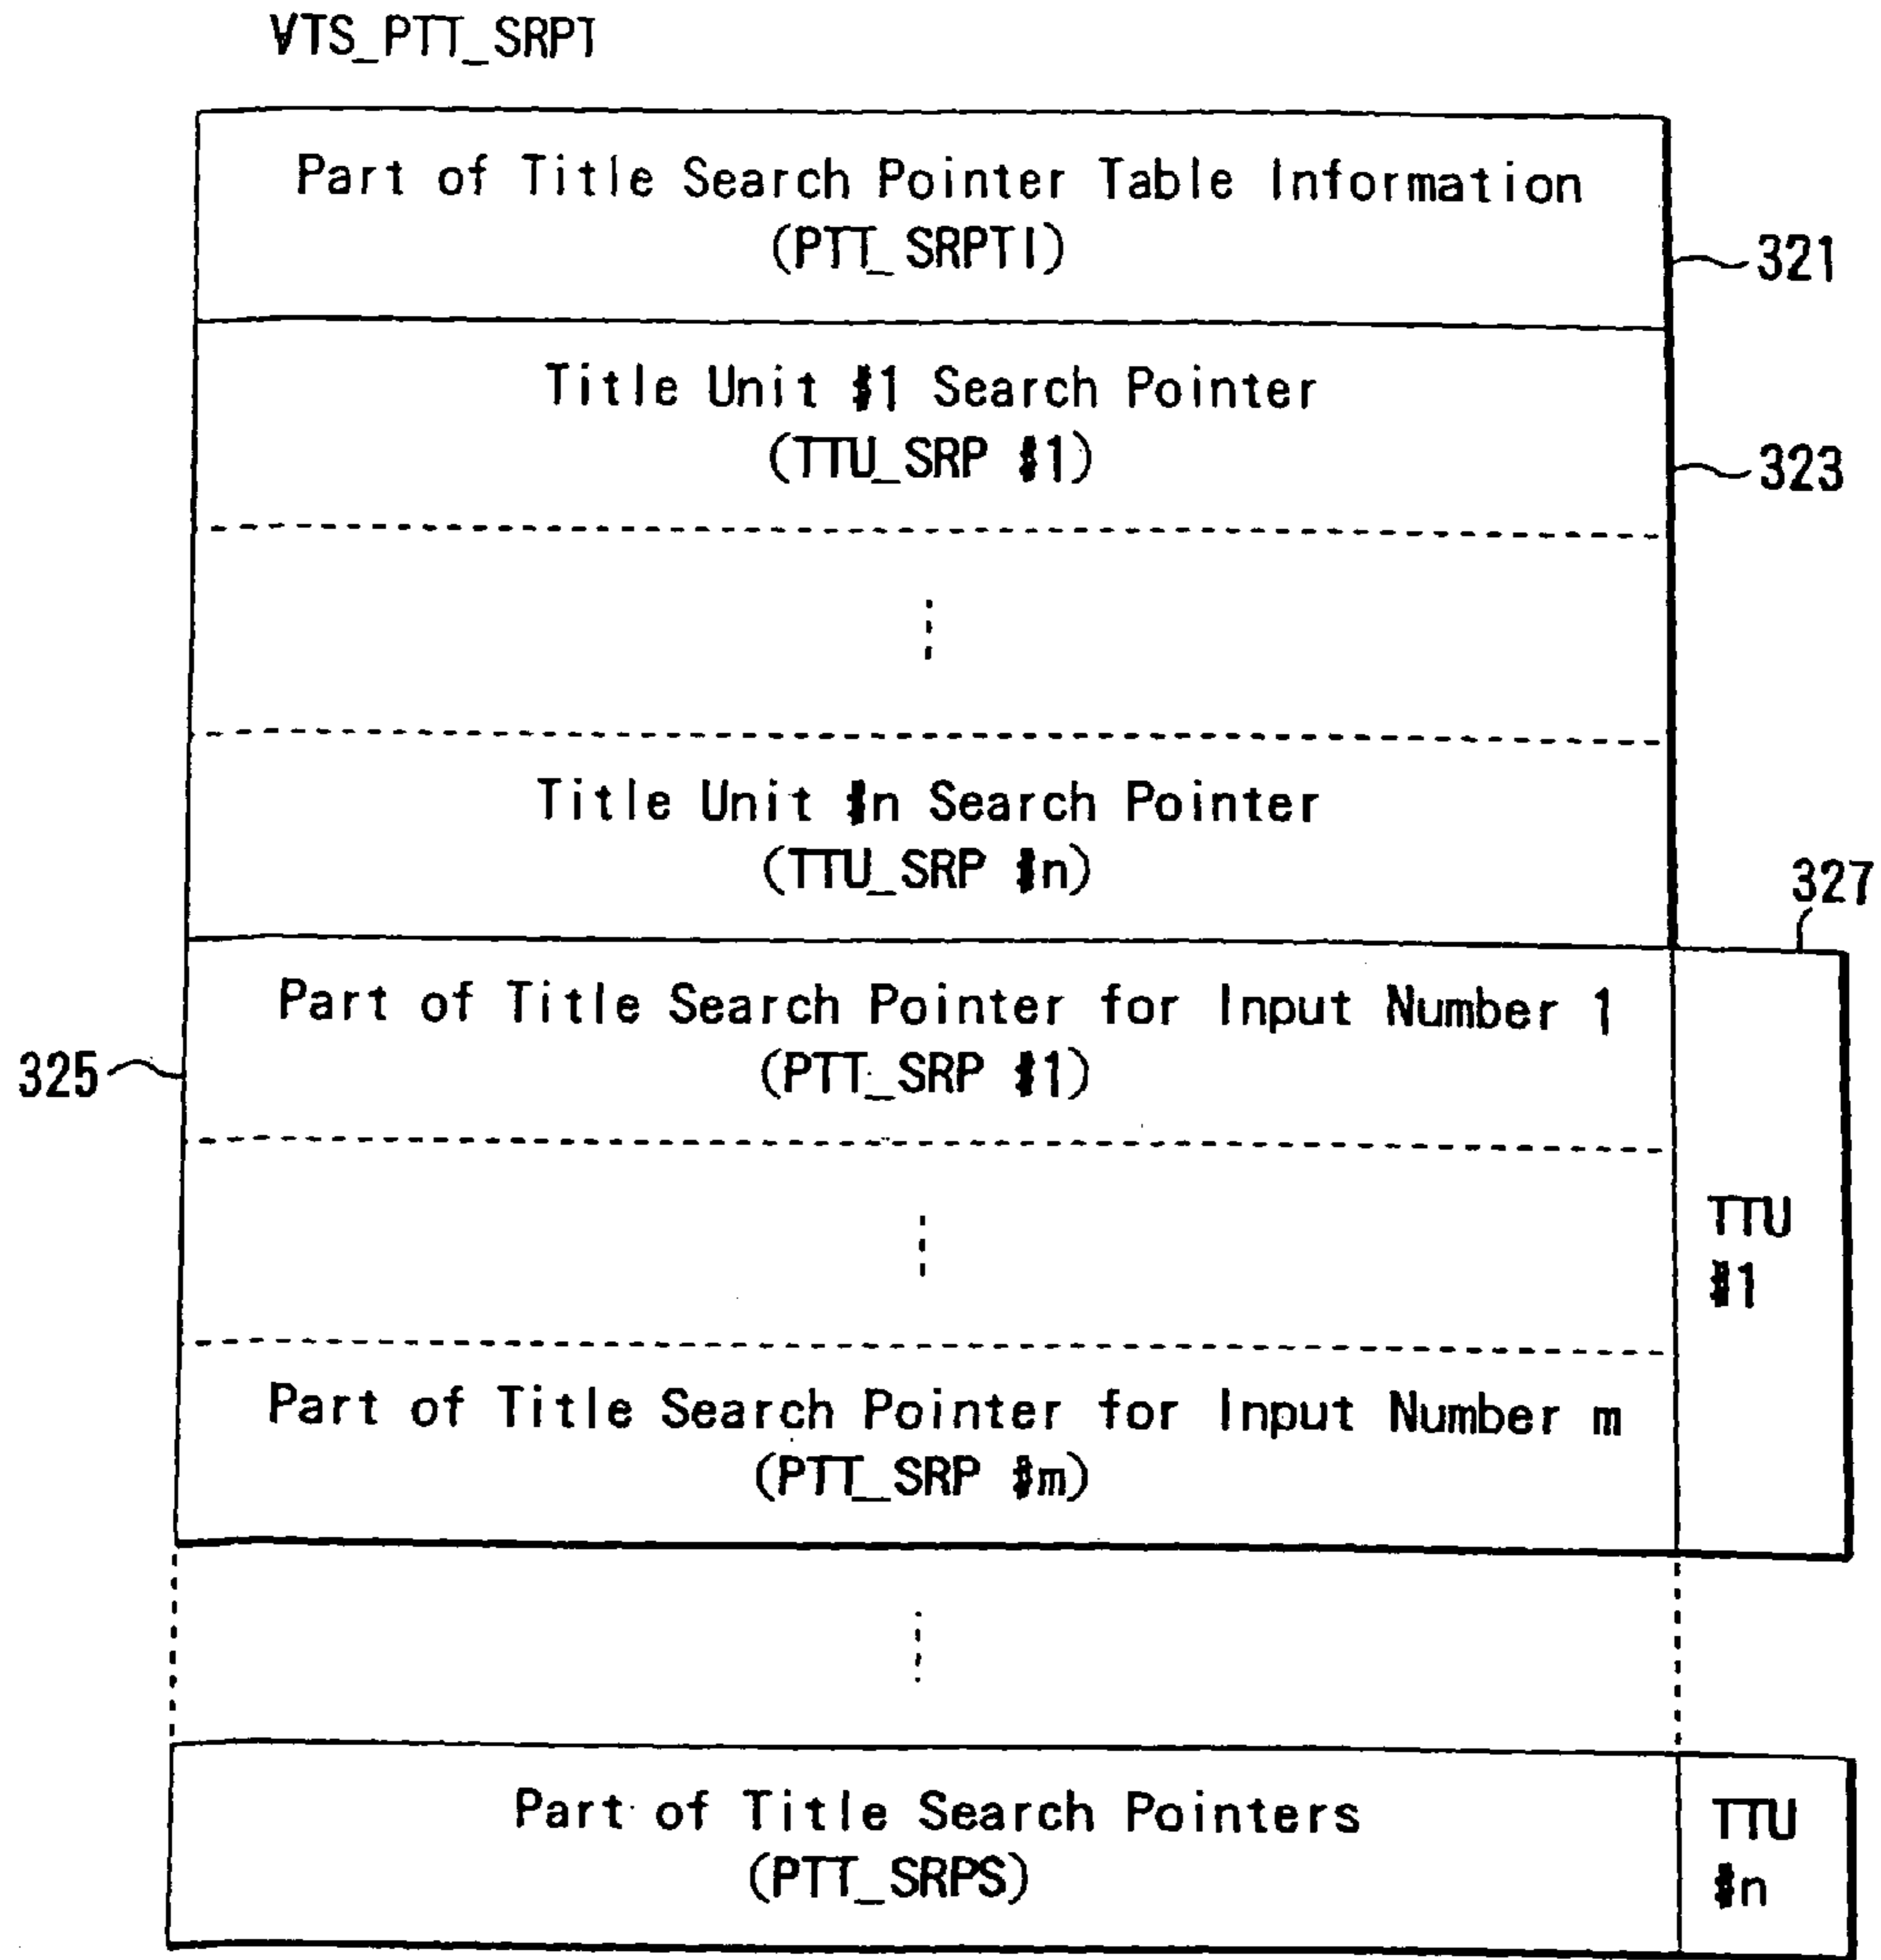 VTS_PTT_SRPT
Part of Title Search Pointer Table Information
(PTT_SRPTI)
321
Title Unit #1 Search Pointer
(TTU_SRP #1)
323
Title Unit #n Search Pointer
(TTU_SRP #n)
327
Part of Title Search Pointer for Input Number 1
(PTT_SRP #1)
325
TTU
#1
Part of Title Search Pointer for Input Number m
(PTT_SRP #m)
Part of Title Search Pointers
(PTT_SRPS)
TTU
#n